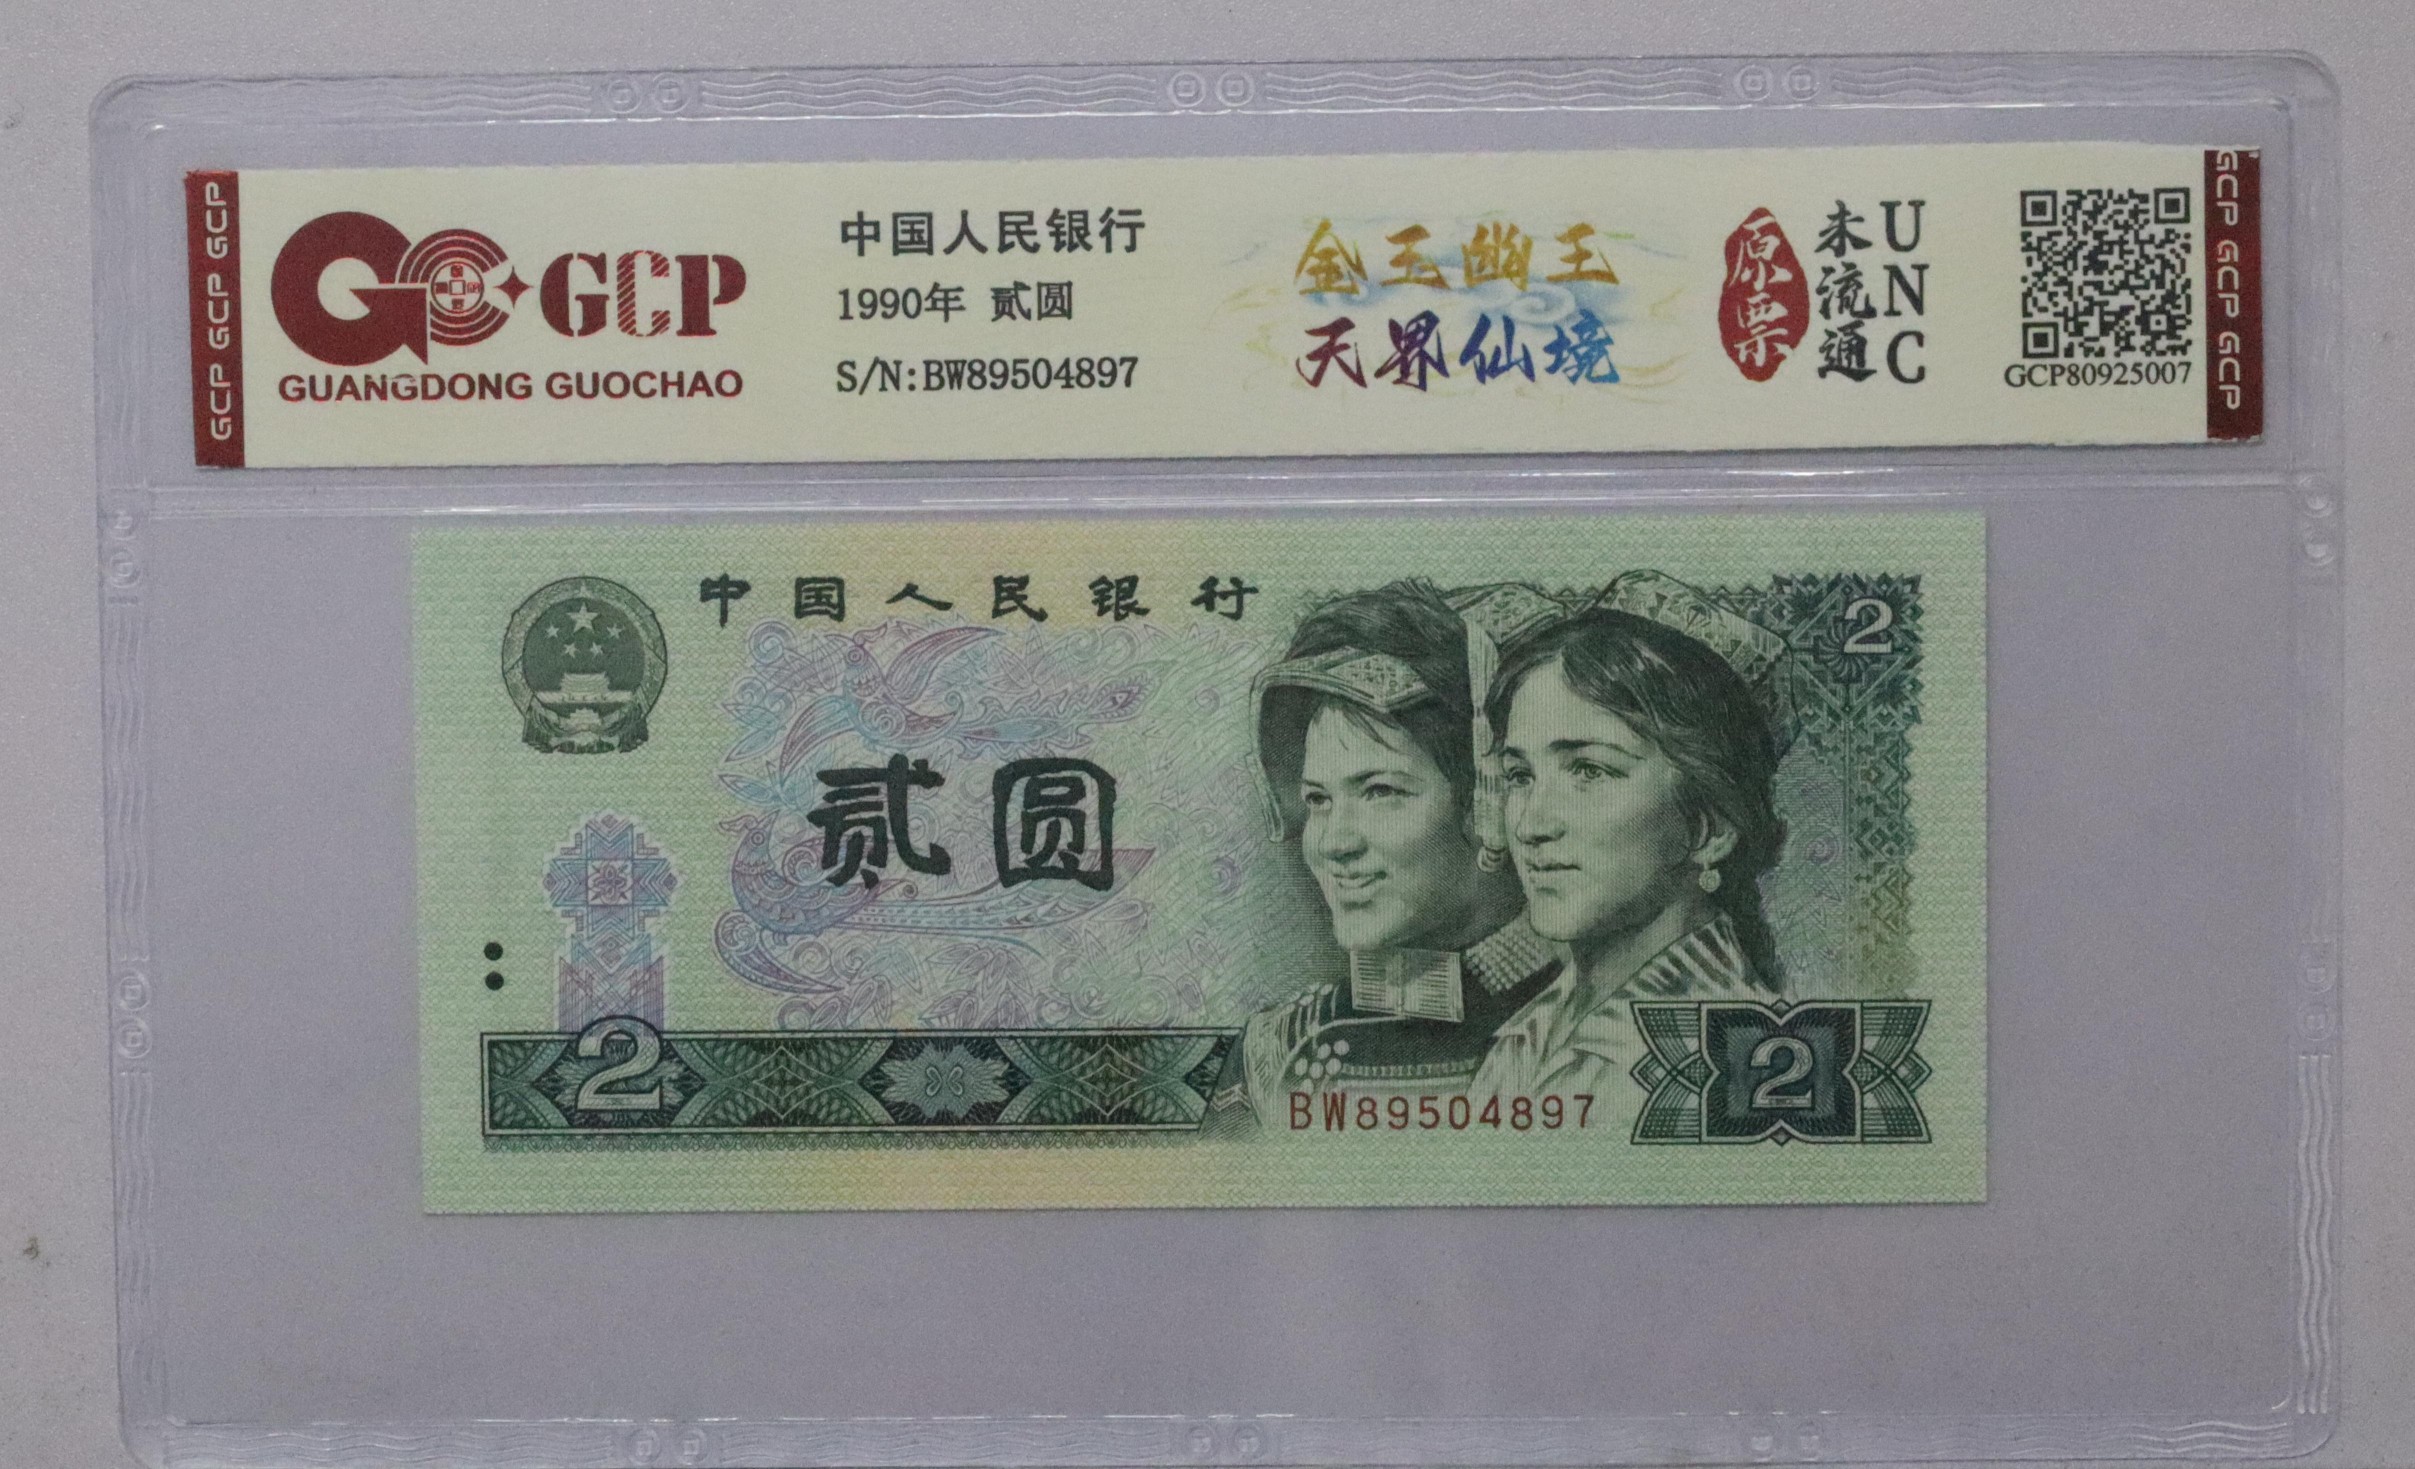 GCP GCP GCP
GCP
GUANGDONG GUOCHAO
中国人民银行
1990年 贰圆
S/N:BW89504897
金玉幽王
天界仙境
原票
未流通
UNC
GCP80925007
GCP GCP GCP
中国人民银行
2
贰圆
2
BW89504897
2